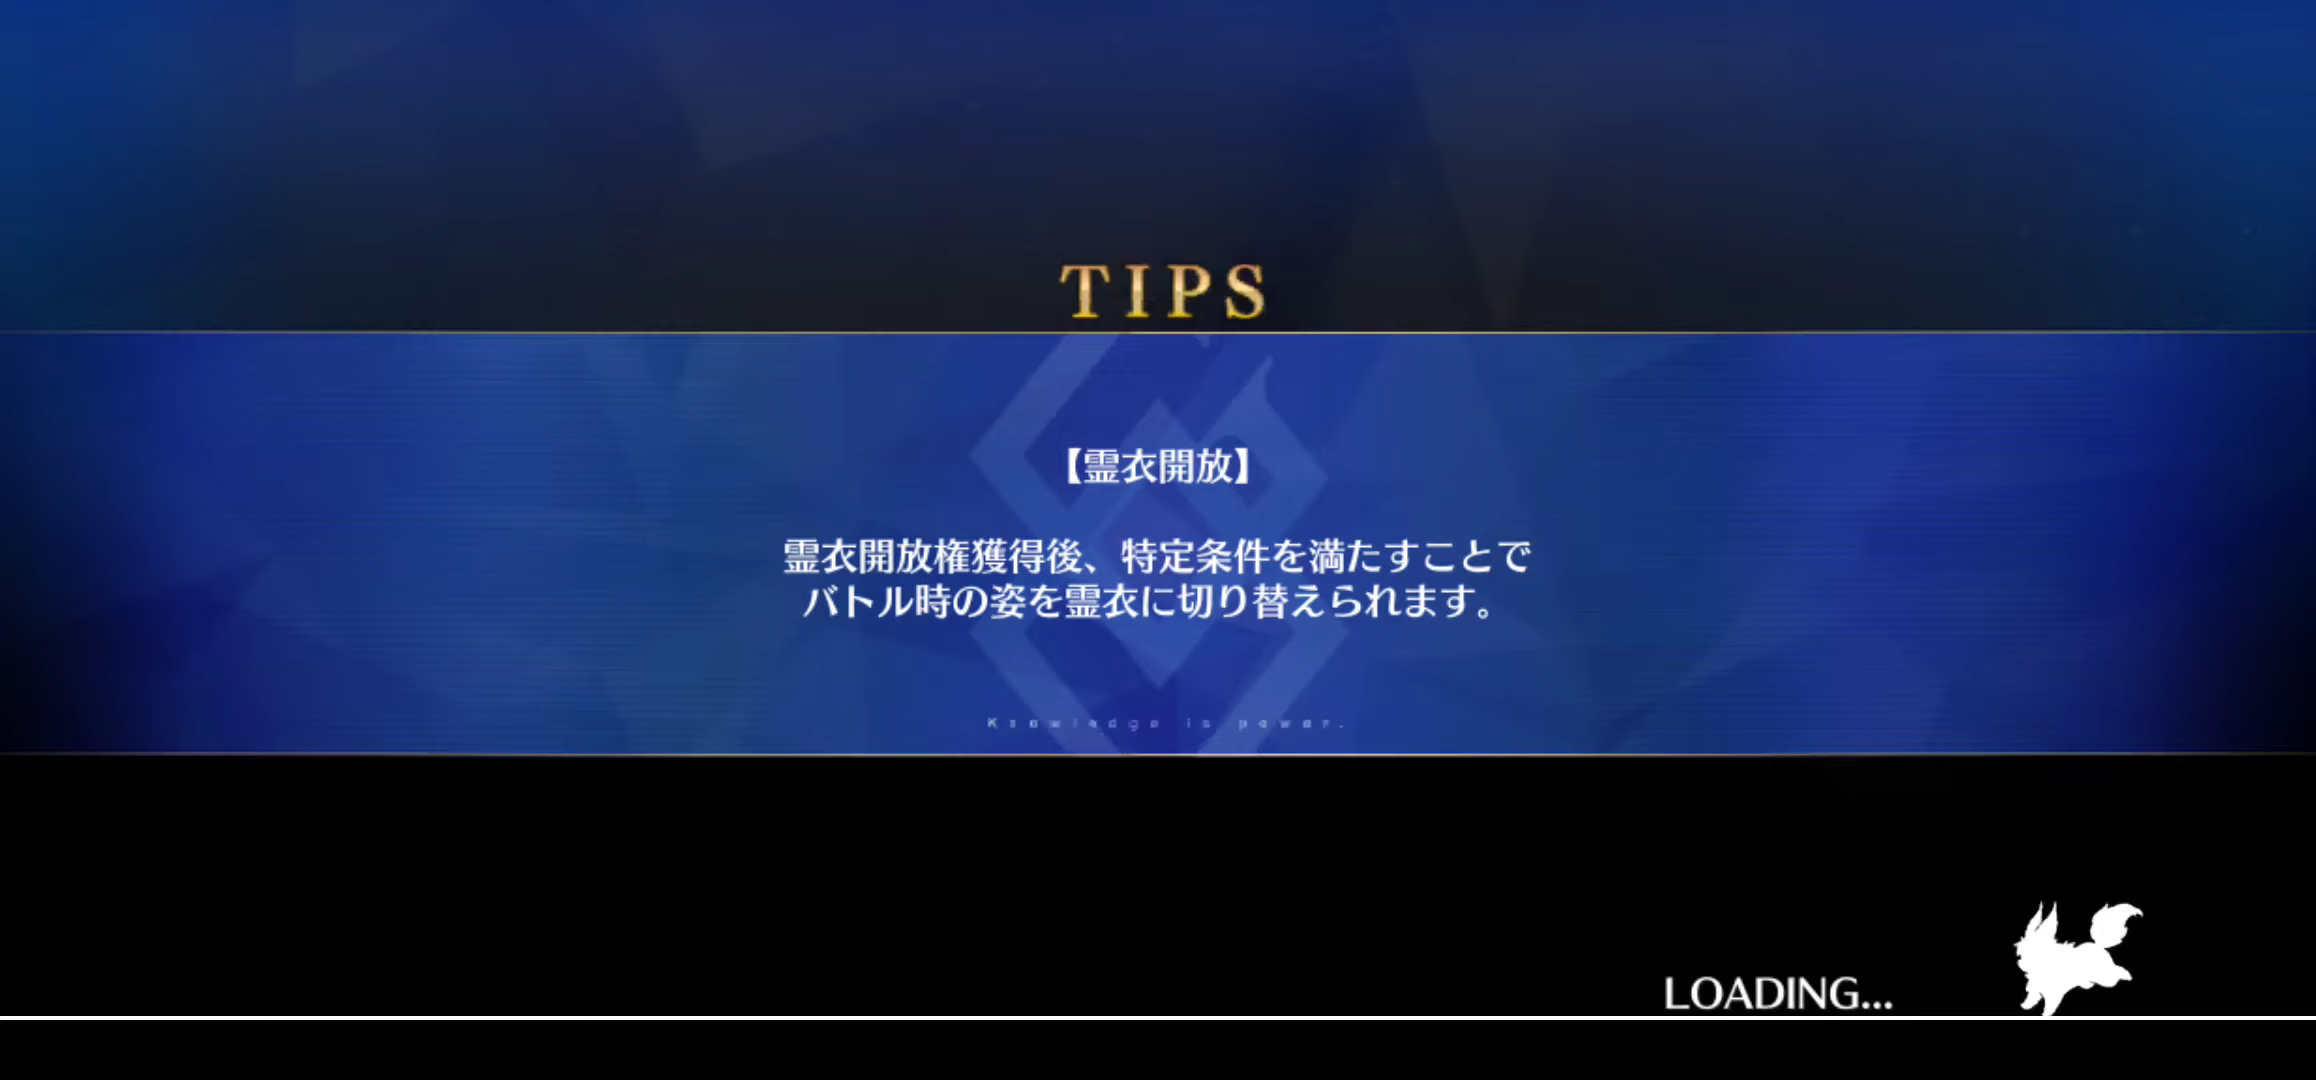 TIPS
【霊衣開放】
霊衣開放権獲得後、特定条件を満たすことで
バトル時の姿を霊衣に切り替えられます。
Knowledge is power.
LOADING...